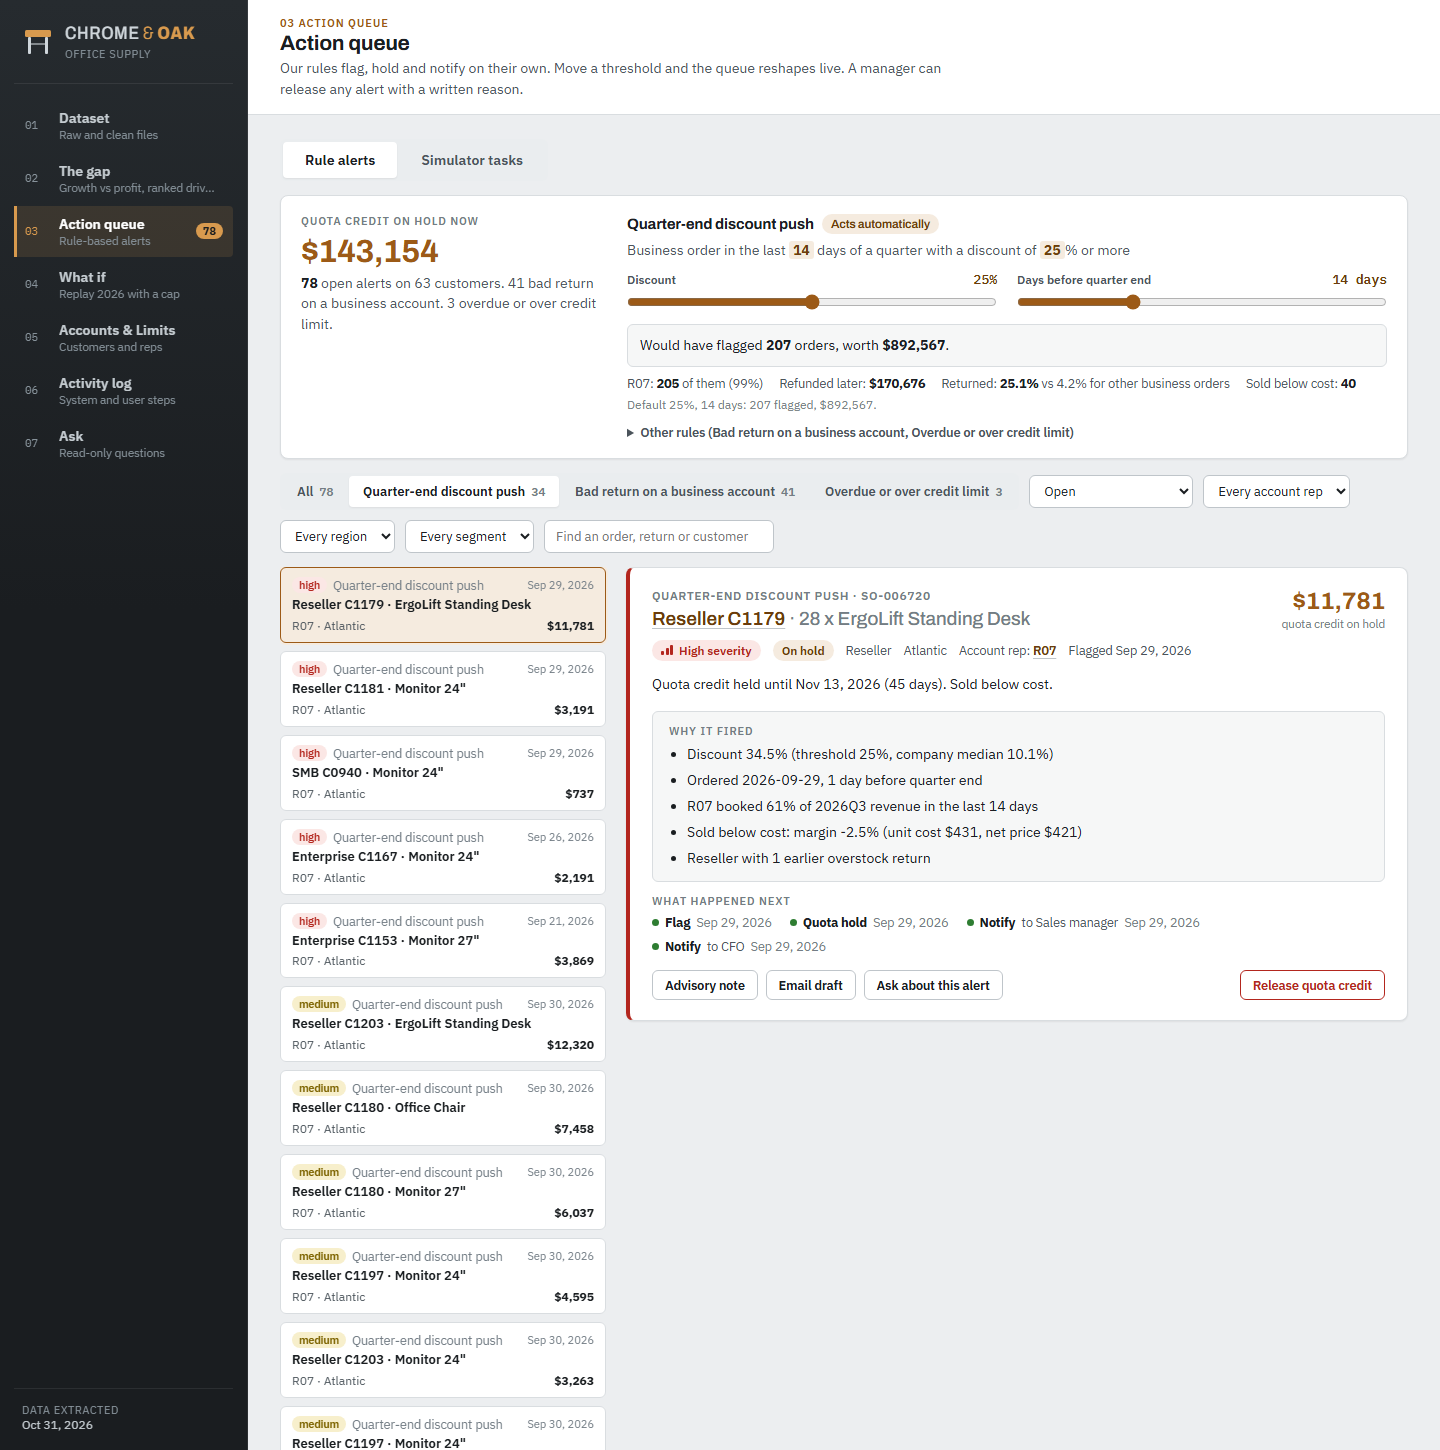 CHROME & OAK
OFFICE SUPPLY
01
Dataset
Raw and clean files
02
The gap
Growth vs profit, ranked driv...
03
Action queue
78
Rule-based alerts
04
What if
Replay 2026 with a cap
05
Accounts & Limits
Customers and reps
06
Activity log
System and user steps
07
Ask
Read-only questions
DATA EXTRACTED
Oct 31, 2026
03 ACTION QUEUE
Action queue
Our rules flag, hold and notify on their own. Move a threshold and the queue reshapes live. A manager can
release any alert with a written reason.
Rule alerts
Simulator tasks
QUOTA CREDIT ON HOLD NOW
$143,154
78 open alerts on 63 customers. 41 bad return
on a business account. 3 overdue or over credit
limit.
Quarter-end discount push Acts automatically
Business order in the last 14 days of a quarter with a discount of 25 % or more
Discount 25%
Days before quarter end 14 days
Would have flagged 207 orders, worth $892,567.
R07: 205 of them (99%) Refunded later: $170,676 Returned: 25.1% vs 4.2% for other business orders Sold below cost: 40
Default 25%, 14 days: 207 flagged, $892,567.
Other rules (Bad return on a business account, Overdue or over credit limit)
All 78 Quarter-end discount push 34 Bad return on a business account 41 Overdue or over credit limit 3 Open Every account rep
Every region Every segment Find an order, return or customer
high Quarter-end discount push Sep 29, 2026
Reseller C1179 · ErgoLift Standing Desk
R07 · Atlantic $11,781
high Quarter-end discount push Sep 29, 2026
Reseller C1181 · Monitor 24"
R07 · Atlantic $3,191
high Quarter-end discount push Sep 29, 2026
SMB C0940 · Monitor 24"
R07 · Atlantic $737
high Quarter-end discount push Sep 26, 2026
Enterprise C1167 · Monitor 24"
R07 · Atlantic $2,191
high Quarter-end discount push Sep 21, 2026
Enterprise C1153 · Monitor 27"
R07 · Atlantic $3,869
medium Quarter-end discount push Sep 30, 2026
Reseller C1203 · ErgoLift Standing Desk
R07 · Atlantic $12,320
medium Quarter-end discount push Sep 30, 2026
Reseller C1180 · Office Chair
R07 · Atlantic $7,458
medium Quarter-end discount push Sep 30, 2026
Reseller C1180 · Monitor 27"
R07 · Atlantic $6,037
medium Quarter-end discount push Sep 30, 2026
Reseller C1197 · Monitor 24"
R07 · Atlantic $4,595
medium Quarter-end discount push Sep 30, 2026
Reseller C1203 · Monitor 24"
R07 · Atlantic $3,263
medium Quarter-end discount push Sep 30, 2026
Reseller C1197 · Monitor 24"
QUARTER-END DISCOUNT PUSH · SO-006720
Reseller C1179 · 28 x ErgoLift Standing Desk
$11,781
quota credit on hold
High severity On hold Reseller Atlantic Account rep: R07 Flagged Sep 29, 2026
Quota credit held until Nov 13, 2026 (45 days). Sold below cost.
WHY IT FIRED
• Discount 34.5% (threshold 25%, company median 10.1%)
• Ordered 2026-09-29, 1 day before quarter end
• R07 booked 61% of 2026Q3 revenue in the last 14 days
• Sold below cost: margin -2.5% (unit cost $431, net price $421)
• Reseller with 1 earlier overstock return
WHAT HAPPENED NEXT
Flag Sep 29, 2026 Quota hold Sep 29, 2026 Notify to Sales manager Sep 29, 2026
Notify to CFO Sep 29, 2026
Advisory note Email draft Ask about this alert Release quota credit